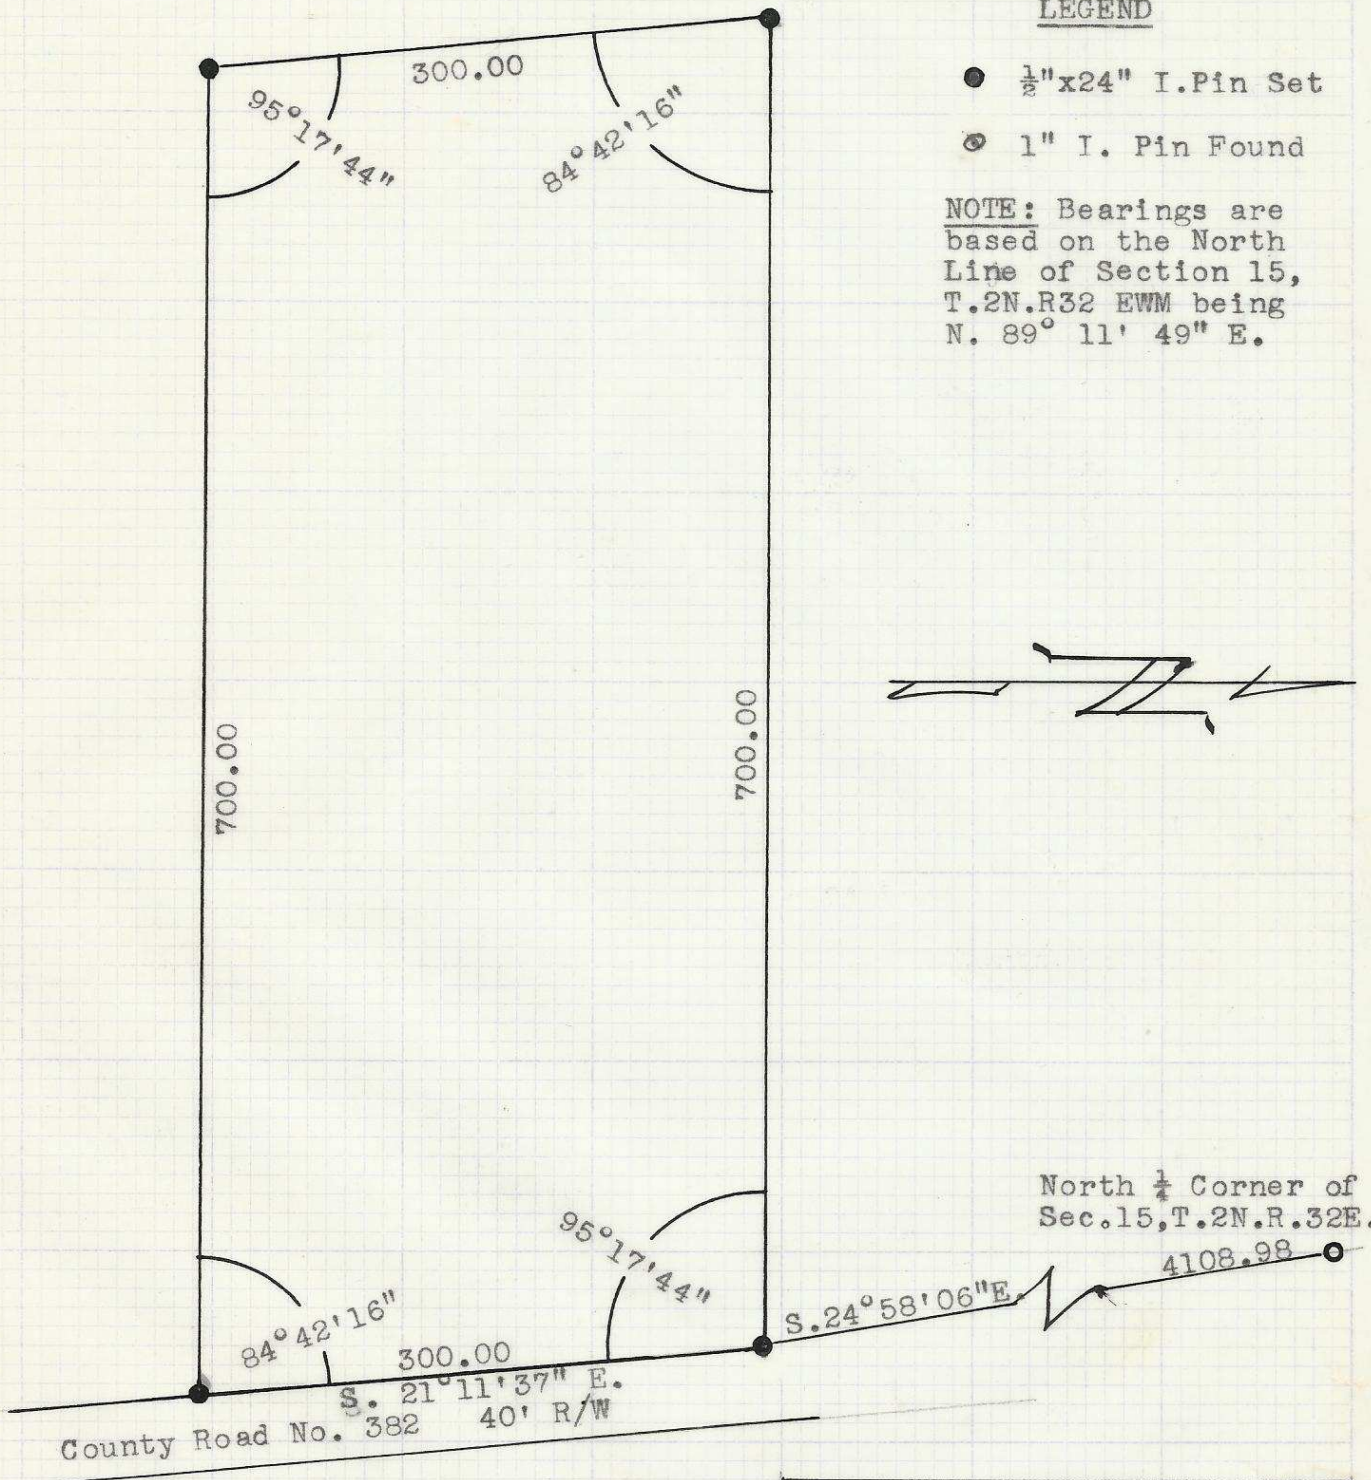 LEGEND
½"x24" I.Pin Set
1" I. Pin Found
NOTE: Bearings are
based on the North
Line of Section 15,
T.2N.R32 EWM being
N. 89° 11' 49" E.
300.00
95°17'44"
84°42'16"
700.00
700.00
N
North ¼ Corner of
Sec.15,T.2N.R.32E.
4108.98
S.24°58'06"E.
95°17'44"
84°42'16"
300.00
S. 21°11'37" E.
County Road No. 382 40' R/W